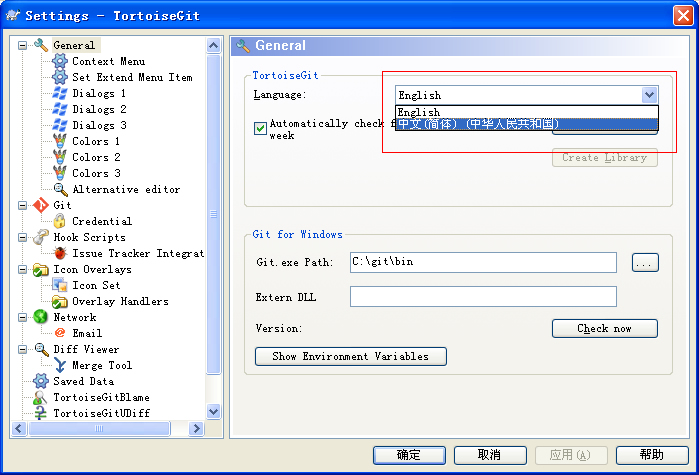 Settings - TortoiseGit
General
Context Menu
Set Extend Menu Item
Dialogs 1
Dialogs 2
Dialogs 3
Colors 1
Colors 2
Colors 3
Alternative editor
Git
Credential
Hook Scripts
Issue Tracker Integrat
Icon Overlays
Icon Set
Overlay Handlers
Network
Email
Diff Viewer
Merge Tool
Saved Data
TortoiseGitBlame
TortoiseGitUDiff
General
TortoiseGit
Language:
English
English
中文(简体) (中华人民共和国)
Automatically check f
week
Create Library
Git for Windows
Git.exe Path:
C:\git\bin
...
Extern DLL
Version:
Check now
Show Environment Variables
确定
取消
应用(A)
帮助